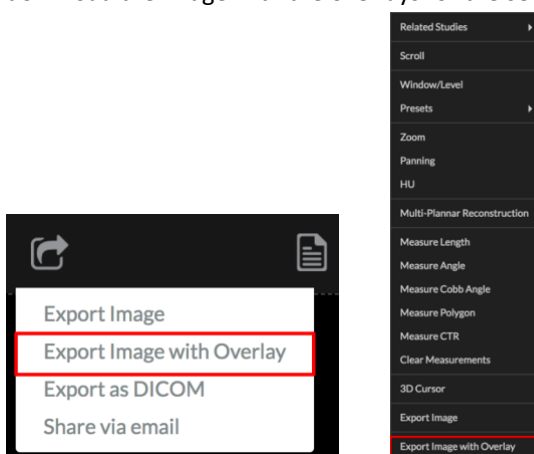 Export Image
Export Image with Overlay
Export as DICOM
Share via email
Related Studies
Scroll
Window/Level
Presets
Zoom
Panning
HU
Multi-Plannar Reconstruction
Measure Length
Measure Angle
Measure Cobb Angle
Measure Polygon
Measure CTR
Clear Measurements
3D Cursor
Export Image
Export Image with Overlay